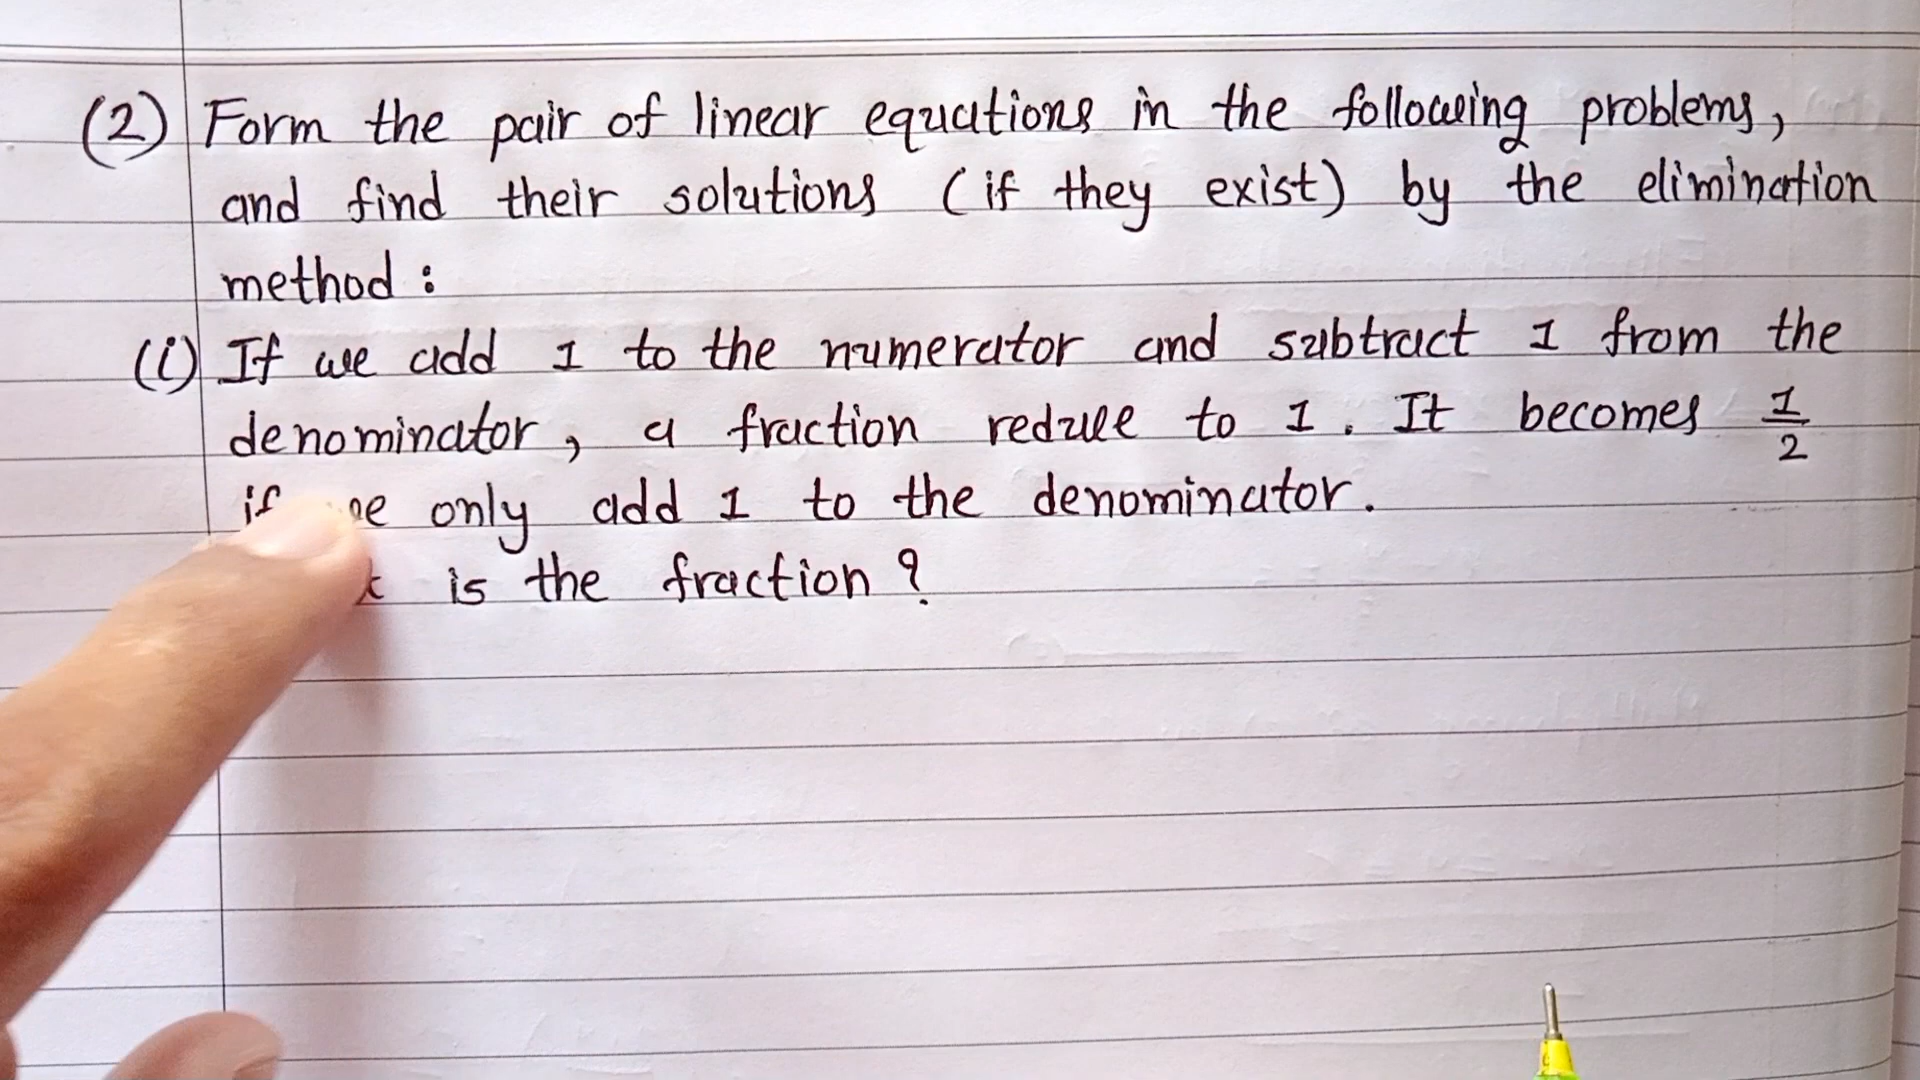 (2) Form the pair of linear equations in the following problems,
and find their solutions (if they exist) by the elimination
method :
(i) If we add 1 to the numerator and subtract 1 from the
denominator, a fraction reduce to 1. It becomes 1/2
if only add 1 to the denominator.
is the fraction ?